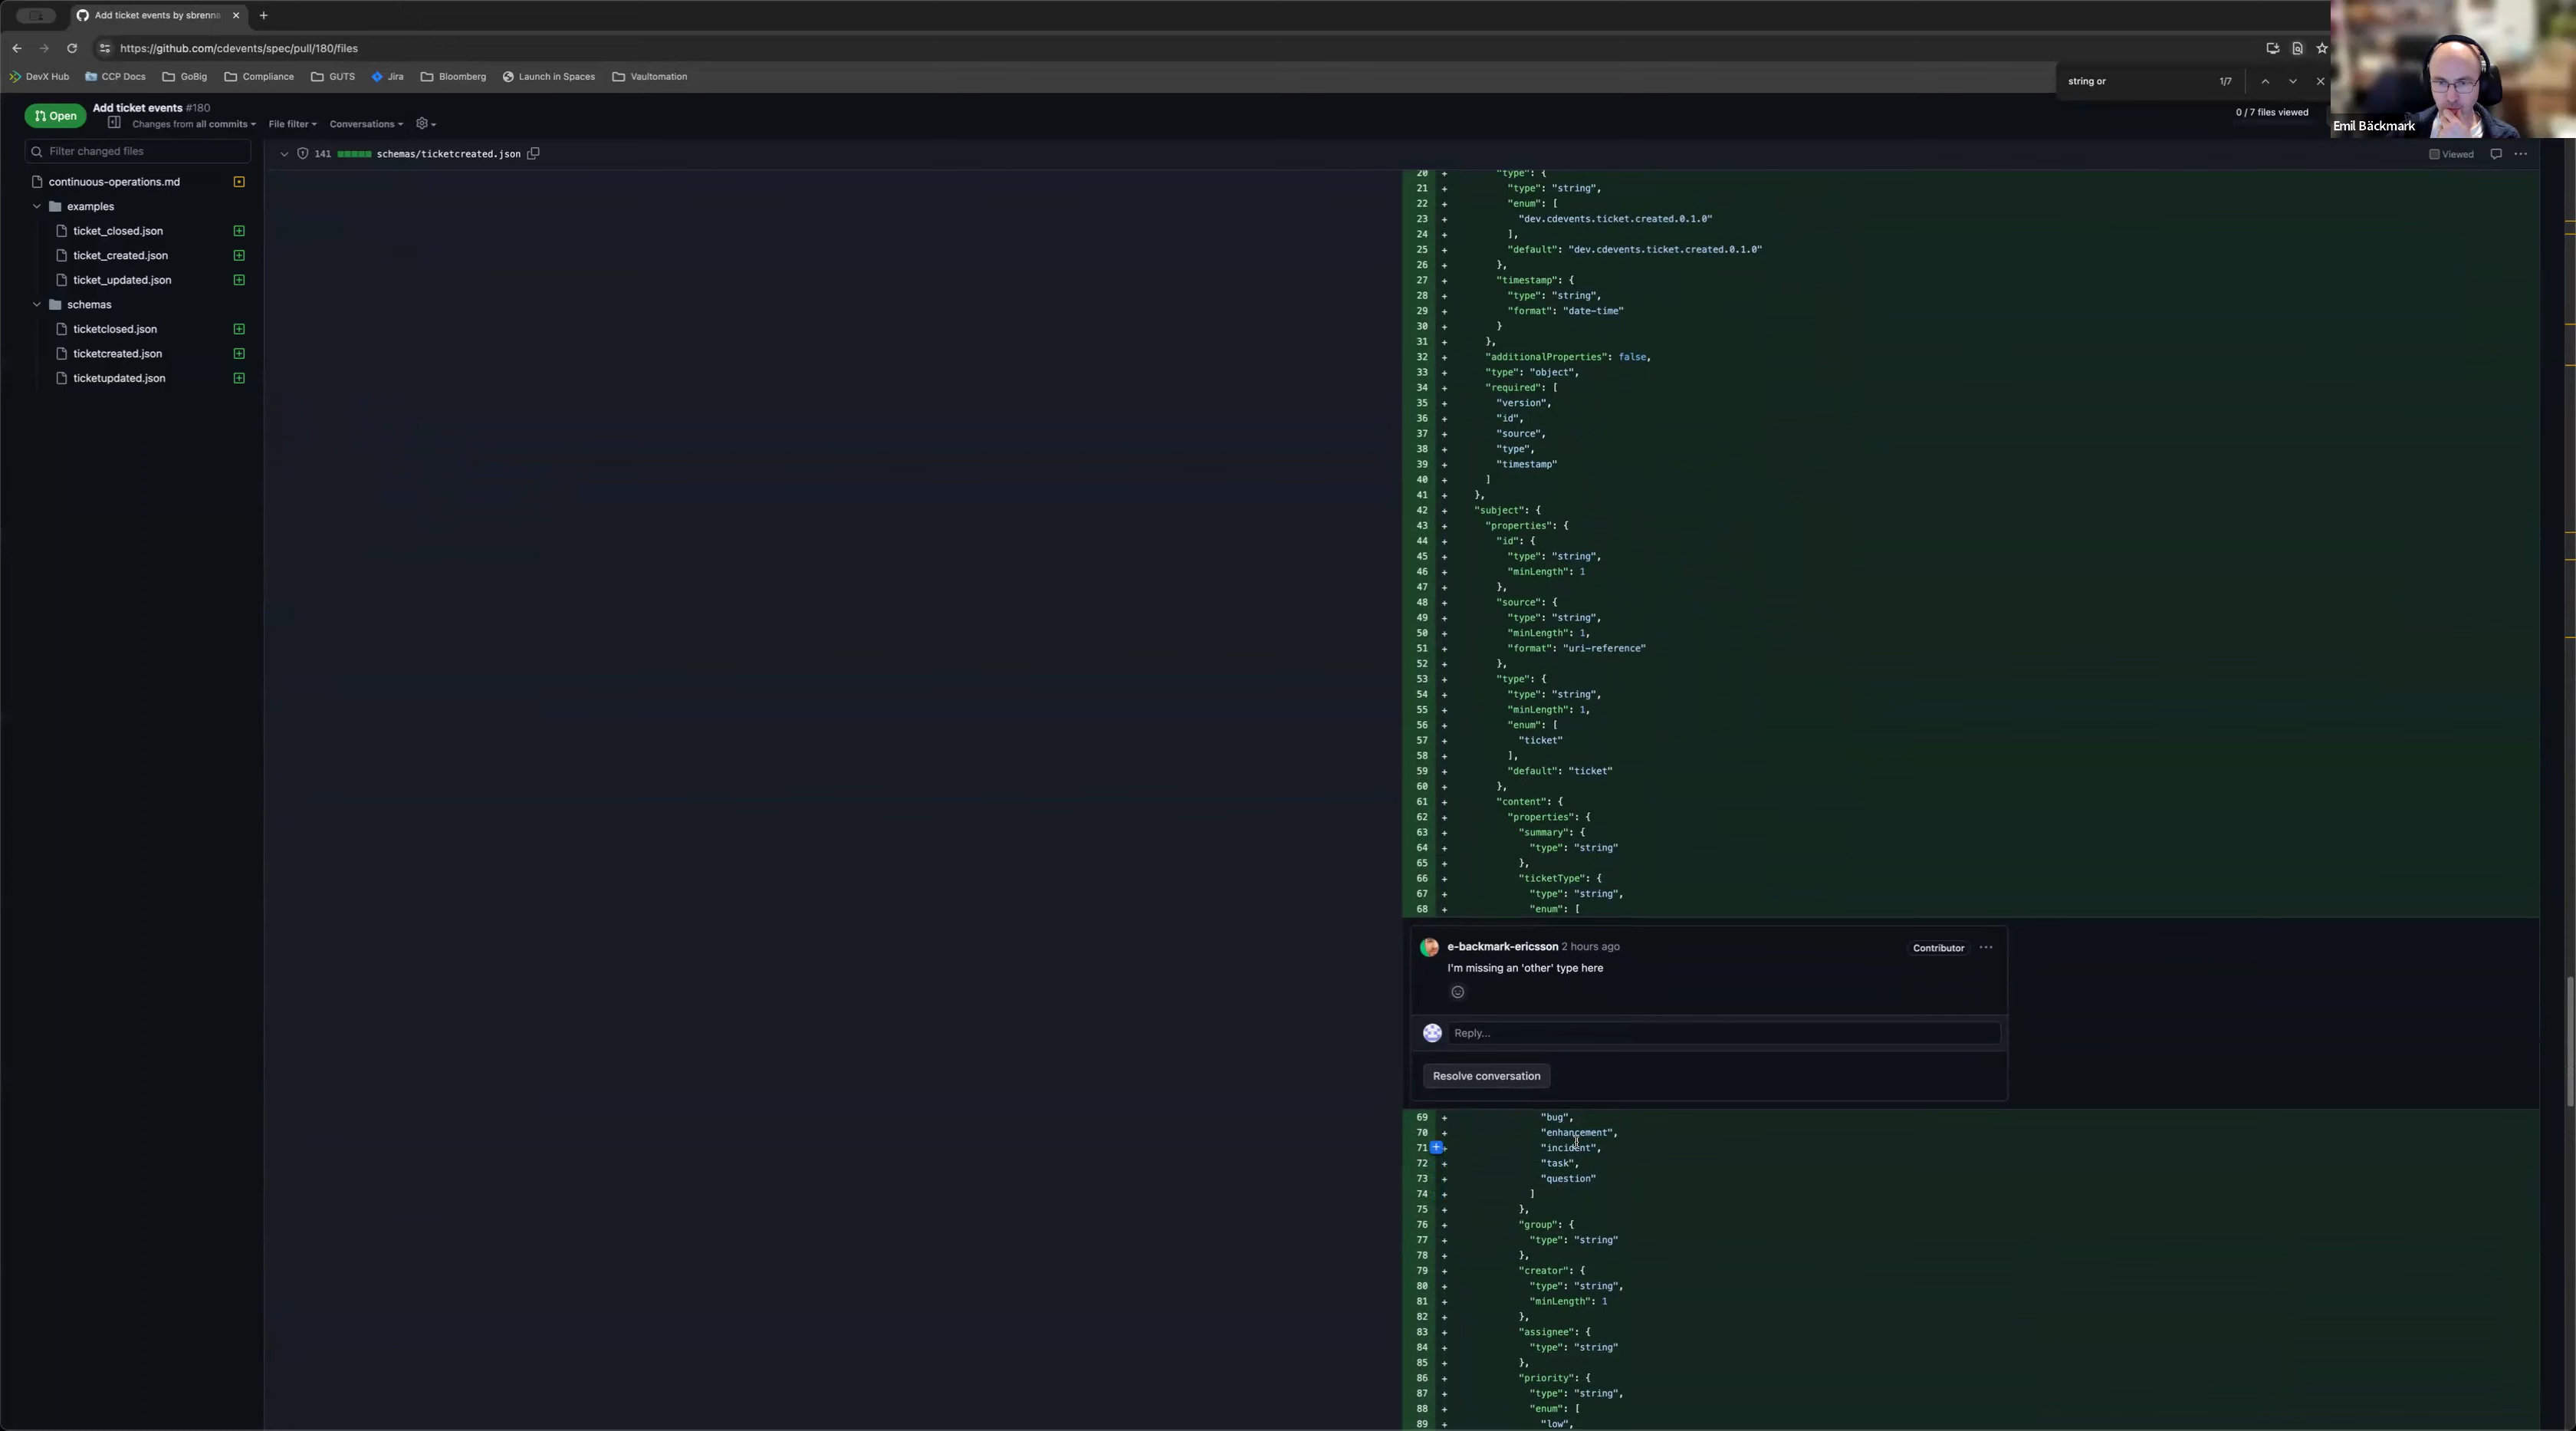 Add ticket events by sbrenna
https://github.com/cdevents/spec/pull/180/files
DevX Hub CCP Docs GoBig Compliance GUTS Jira Bloomberg Launch in Spaces Vaultomation
string or 1/7
Emil Bäckmark
Open
Add ticket events #180
Changes from all commits File filter Conversations
0 / 7 files viewed
Filter changed files
continuous-operations.md
examples
ticket_closed.json
ticket_created.json
ticket_updated.json
schemas
ticketclosed.json
ticketcreated.json
ticketupdated.json
141 schemas/ticketcreated.json
Viewed
20 + "type": {
21 + "type": "string",
22 + "enum": [
23 + "dev.cdevents.ticket.created.0.1.0"
24 + ],
25 + "default": "dev.cdevents.ticket.created.0.1.0"
26 + },
27 + "timestamp": {
28 + "type": "string",
29 + "format": "date-time"
30 + }
31 + },
32 + "additionalProperties": false,
33 + "type": "object",
34 + "required": [
35 + "version",
36 + "id",
37 + "source",
38 + "type",
39 + "timestamp"
40 + ]
41 + },
42 + "subject": {
43 + "properties": {
44 + "id": {
45 + "type": "string",
46 + "minLength": 1
47 + },
48 + "source": {
49 + "type": "string",
50 + "minLength": 1,
51 + "format": "uri-reference"
52 + },
53 + "type": {
54 + "type": "string",
55 + "minLength": 1,
56 + "enum": [
57 + "ticket"
58 + ],
59 + "default": "ticket"
60 + },
61 + "content": {
62 + "properties": {
63 + "summary": {
64 + "type": "string"
65 + },
66 + "ticketType": {
67 + "type": "string",
68 + "enum": [
e-backmark-ericsson 2 hours ago
Contributor
I'm missing an 'other' type here
Reply...
Resolve conversation
69 + "bug",
70 + "enhancement",
71 + "incident",
72 + "task",
73 + "question"
74 + ]
75 + },
76 + "group": {
77 + "type": "string"
78 + },
79 + "creator": {
80 + "type": "string",
81 + "minLength": 1
82 + },
83 + "assignee": {
84 + "type": "string"
85 + },
86 + "priority": {
87 + "type": "string",
88 + "enum": [
89 + "low",